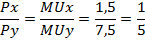 Px/Py = MUx/MUy = 1,5/7,5 = 1/5